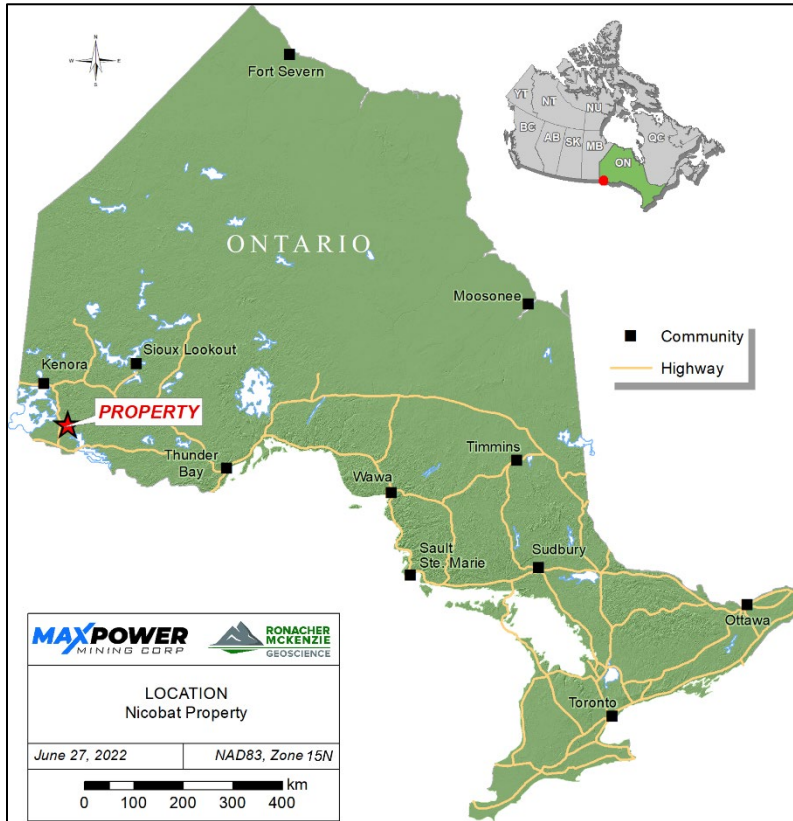 N
W
E
S
Fort Severn
YT
NT
NU
BC
AB
SK
MB
QC
ON
ONTARIO
Moosonee
Community
Highway
Sioux Lookout
Kenora
PROPERTY
Thunder
Bay
Timmins
Wawa
Sault
Ste. Marie
Sudbury
Ottawa
Toronto
MAXPOWER
MINING CORP
RONACHER
MCKENZIE
GEOSCIENCE
LOCATION
Nicobat Property
June 27, 2022
NAD83, Zone 15N
km
0 100 200 300 400